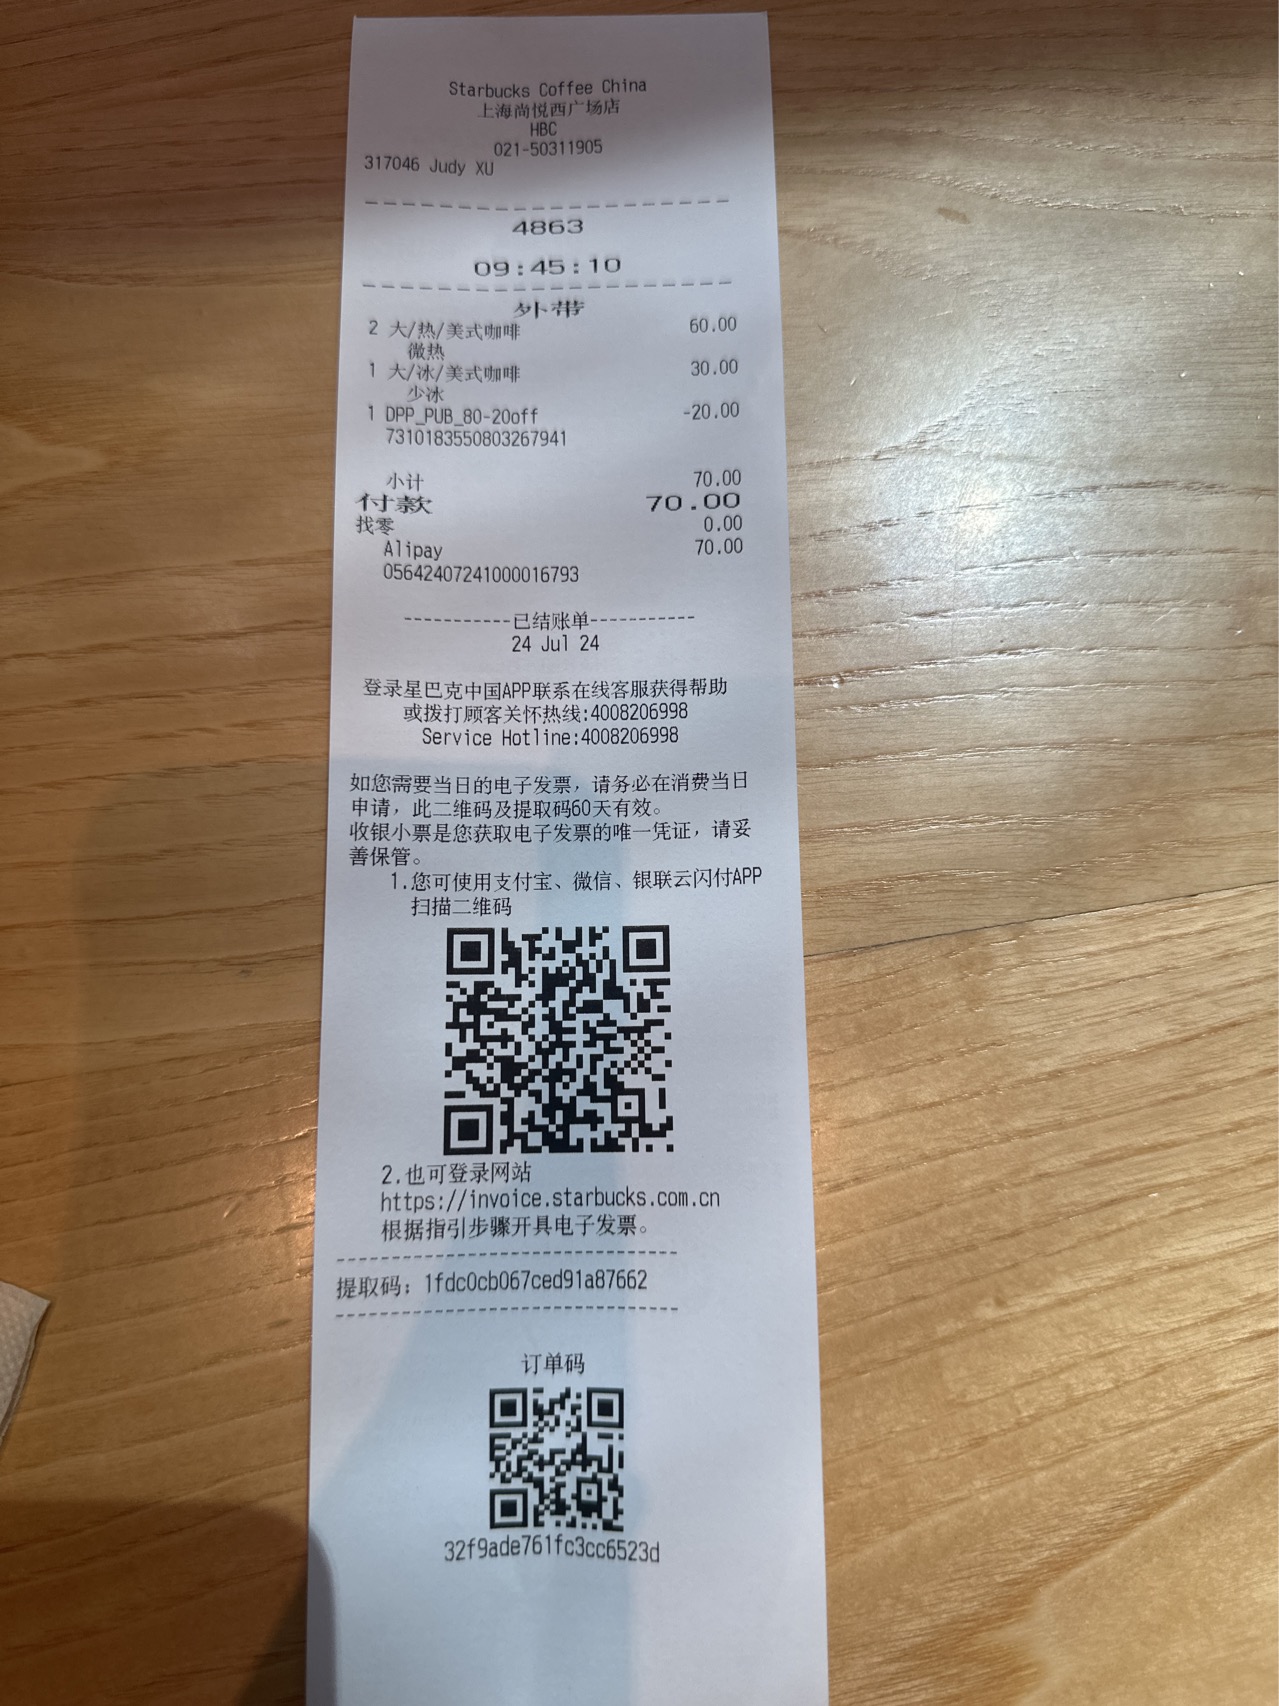 Starbucks Coffee China
上海尚悦西广场店
HBC
021-50311905
317046 Judy XU
--------------------
4863
09:45:10
--------------------
外带
2 大/热/美式咖啡 60.00
微热
1 大/冰/美式咖啡 30.00
少冰
1 DPP_PUB_80-20off -20.00
7310183550803267941
小计 70.00
付款 70.00
找零 0.00
Alipay 70.00
05642407241000016793
-----------已结账单-----------
24 Jul 24
登录星巴克中国APP联系在线客服获得帮助
或拨打顾客关怀热线:4008206998
Service Hotline:4008206998
如您需要当日的电子发票，请务必在消费当日
申请，此二维码及提取码60天有效。
收银小票是您获取电子发票的唯一凭证，请妥
善保管。
1.您可使用支付宝、微信、银联云闪付APP
扫描二维码
2.也可登录网站
https://invoice.starbucks.com.cn
根据指引步骤开具电子发票。
--------------------------------
提取码：1fdc0cb067ced91a87662
--------------------------------
订单码
32f9ade761fc3cc6523d